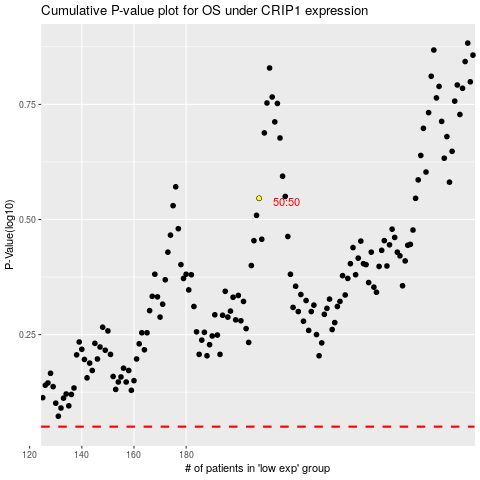 Cumulative P-value plot for OS under CRIP1 expression
P-Value(log10)
0.75
0.50
0.25
50:50
120 140 160 180
# of patients in 'low exp' group